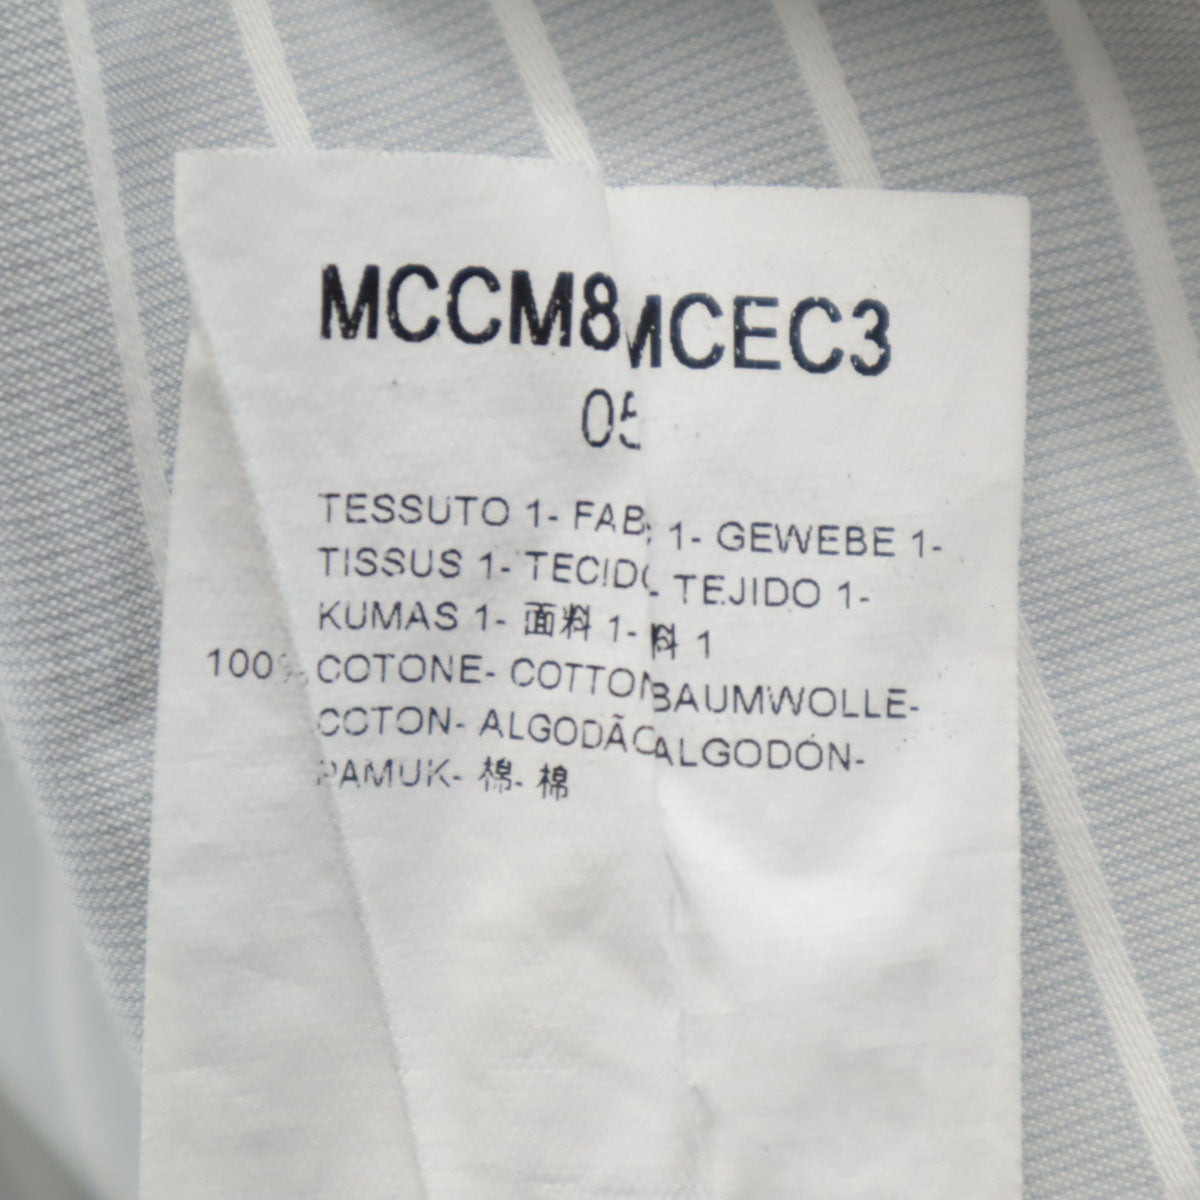 MCCM8 MCEC3
05
TESSUTO 1- FAB 1- GEWEBE 1-
TISSUS 1- TECIDO TEJIDO 1-
KUMAS 1- 面料 1- 料 1
100% COTONE- COTTON BAUMWOLLE-
COTON- ALGODÃO ALGODÓN-
PAMUK- 棉- 棉